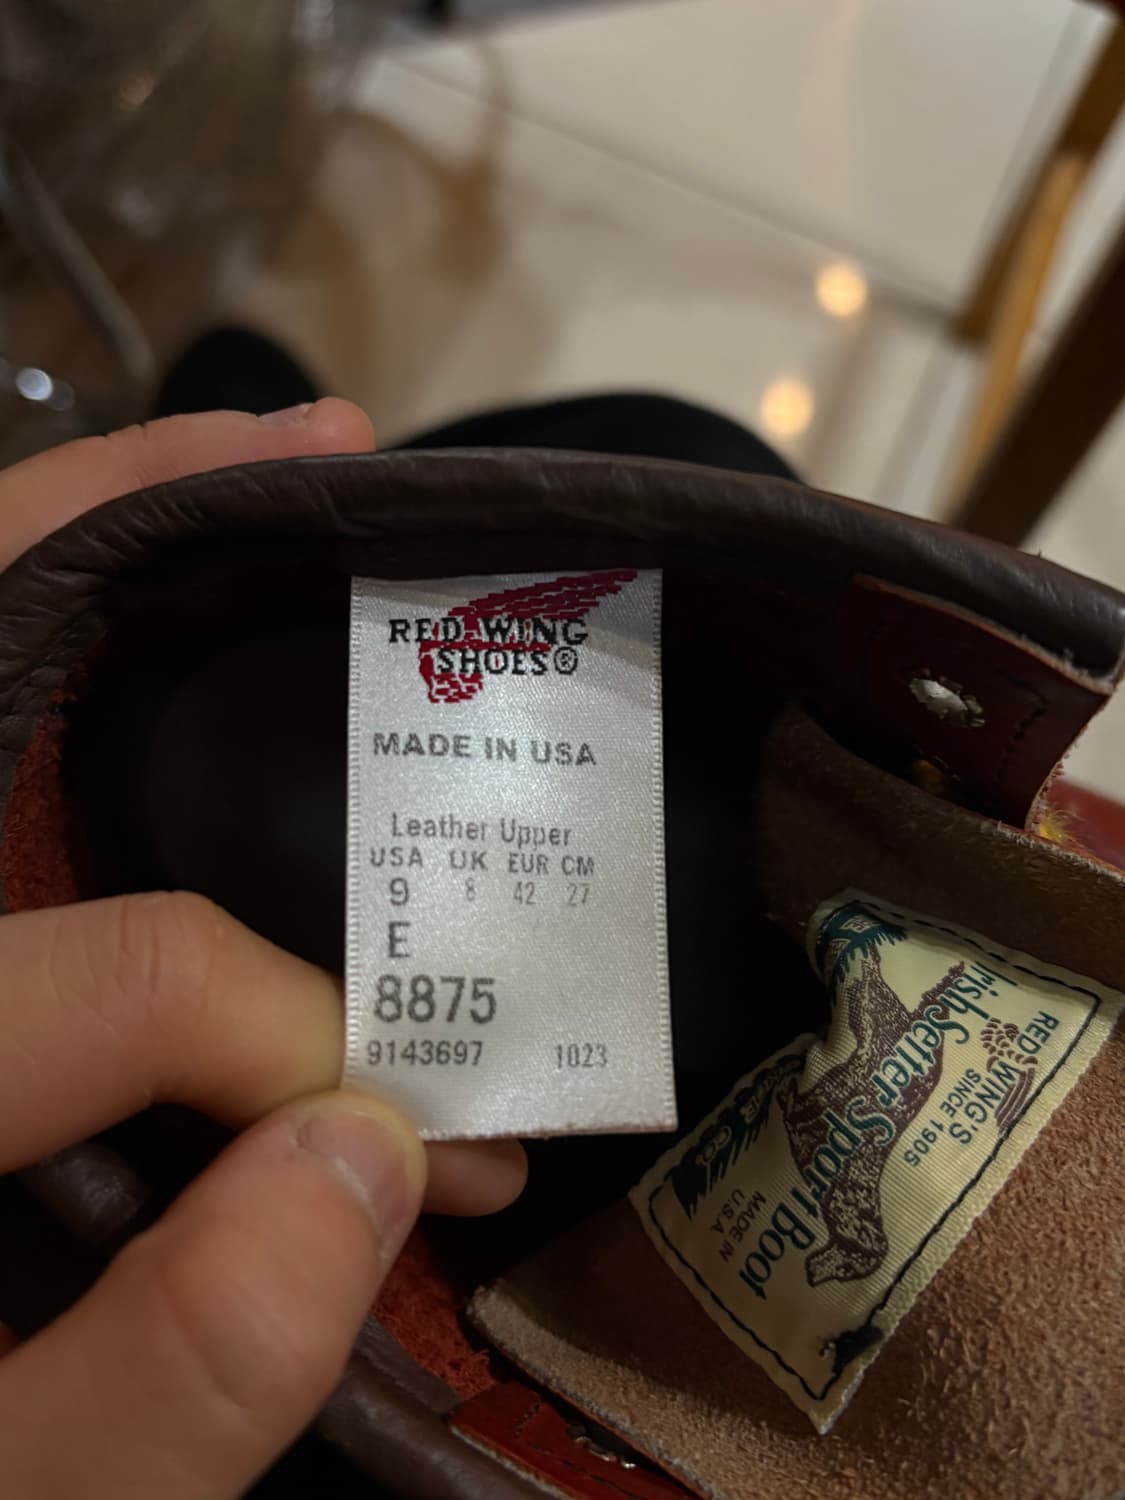 RED WING
SHOES®
MADE IN USA
Leather Upper
USA UK EUR CM
9 8 42 27
E
8875
9143697 1023
RED WING'S
SINCE 1905
Irish Setter Sport Boot
MADE IN
U.S.A.